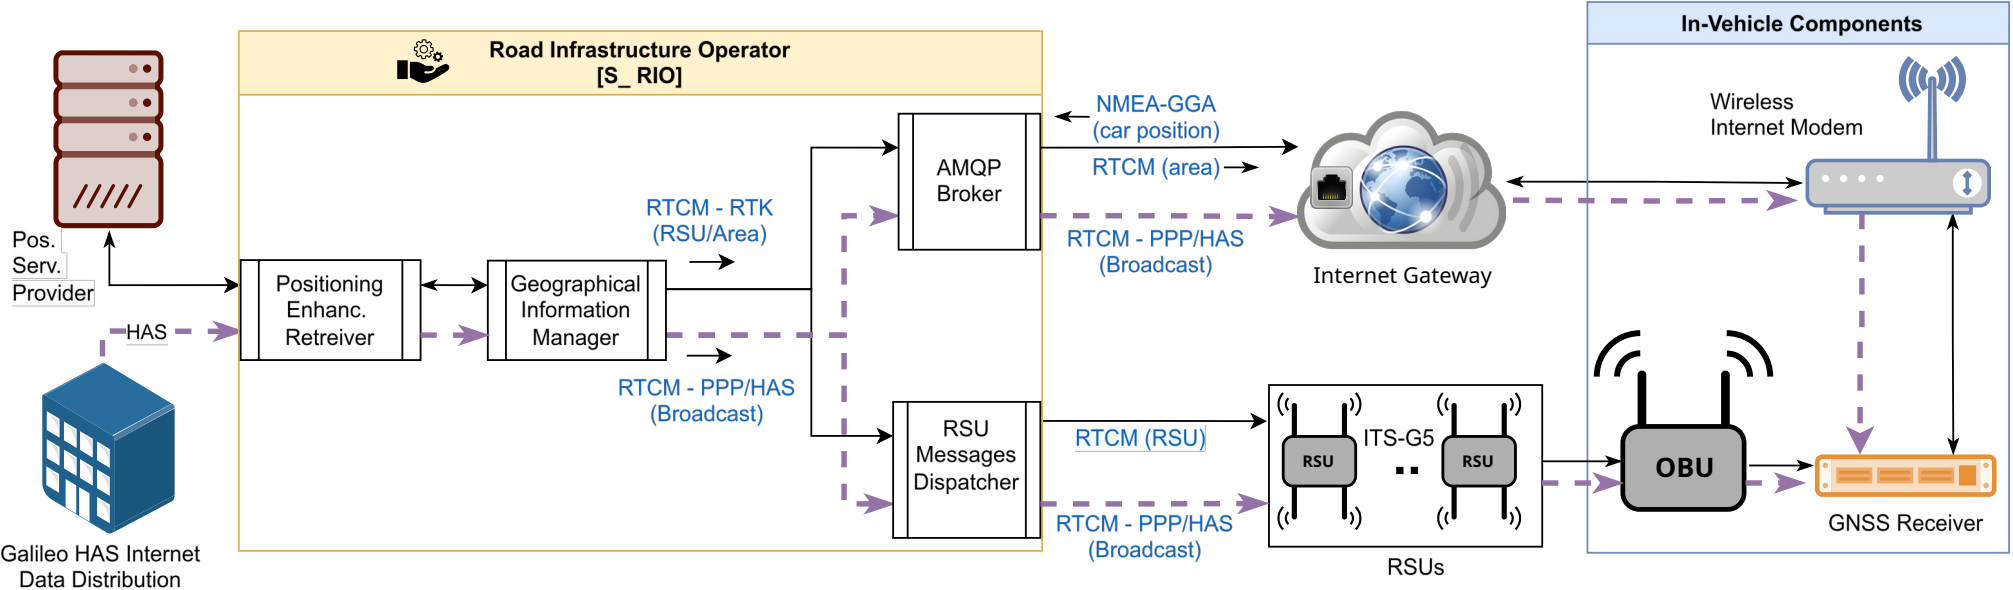 Road Infrastructure Operator
[S_ RIO]
In-Vehicle Components
Pos.
Serv.
Provider
HAS
Galileo HAS Internet
Data Distribution
Positioning
Enhanc.
Retreiver
Geographical
Information
Manager
RTCM - RTK
(RSU/Area)
RTCM - PPP/HAS
(Broadcast)
AMQP
Broker
RSU
Messages
Dispatcher
NMEA-GGA
(car position)
RTCM (area)
RTCM - PPP/HAS
(Broadcast)
Internet Gateway
RTCM (RSU)
RTCM - PPP/HAS
(Broadcast)
RSU
ITS-G5
..
RSU
RSUs
Wireless
Internet Modem
OBU
GNSS Receiver